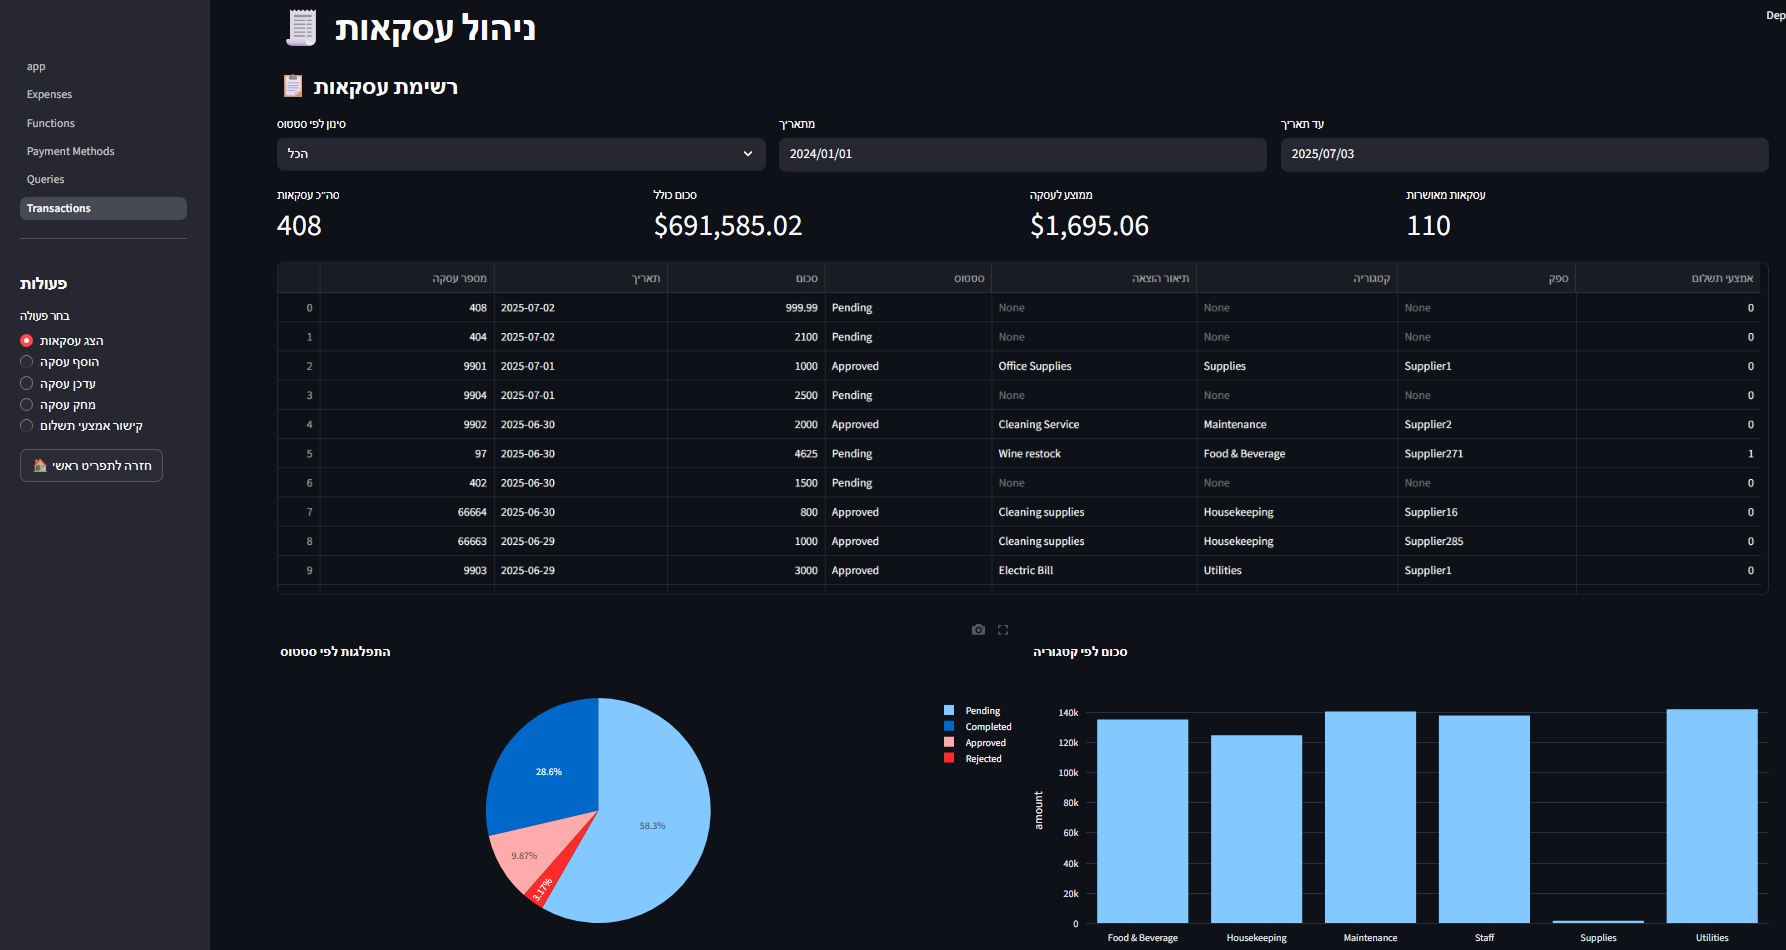 app
Expenses
Functions
Payment Methods
Queries
Transactions
פעולות
בחר פעולה
הצג עסקאות
הוסף עסקה
עדכן עסקה
מחק עסקה
קישור אמצעי תשלום
חזרה לתפריט ראשי
Dep
ניהול עסקאות
רשימת עסקאות
סינון לפי סטטוס
הכל
מתאריך
2024/01/01
עד תאריך
2025/07/03
סה״כ עסקאות
408
סכום כולל
$691,585.02
ממוצע לעסקה
$1,695.06
עסקאות מאושרות
110
מספר עסקה תאריך סכום סטטוס תיאור הוצאה קטגוריה ספק אמצעי תשלום
0 408 2025-07-02 999.99 Pending None None None 0
1 404 2025-07-02 2100 Pending None None None 0
2 9901 2025-07-01 1000 Approved Office Supplies Supplies Supplier1 0
3 9904 2025-07-01 2500 Pending None None None 0
4 9902 2025-06-30 2000 Approved Cleaning Service Maintenance Supplier2 0
5 97 2025-06-30 4625 Pending Wine restock Food & Beverage Supplier271 1
6 402 2025-06-30 1500 Pending None None None 0
7 66664 2025-06-30 800 Approved Cleaning supplies Housekeeping Supplier16 0
8 66663 2025-06-29 1000 Approved Cleaning supplies Housekeeping Supplier285 0
9 9903 2025-06-29 3000 Approved Electric Bill Utilities Supplier1 0
התפלגות לפי סטטוס
58.3%
28.6%
9.87%
3.17%
Pending
Completed
Approved
Rejected
סכום לפי קטגוריה
amount
140k
120k
100k
80k
60k
40k
20k
0
Food & Beverage Housekeeping Maintenance Staff Supplies Utilities